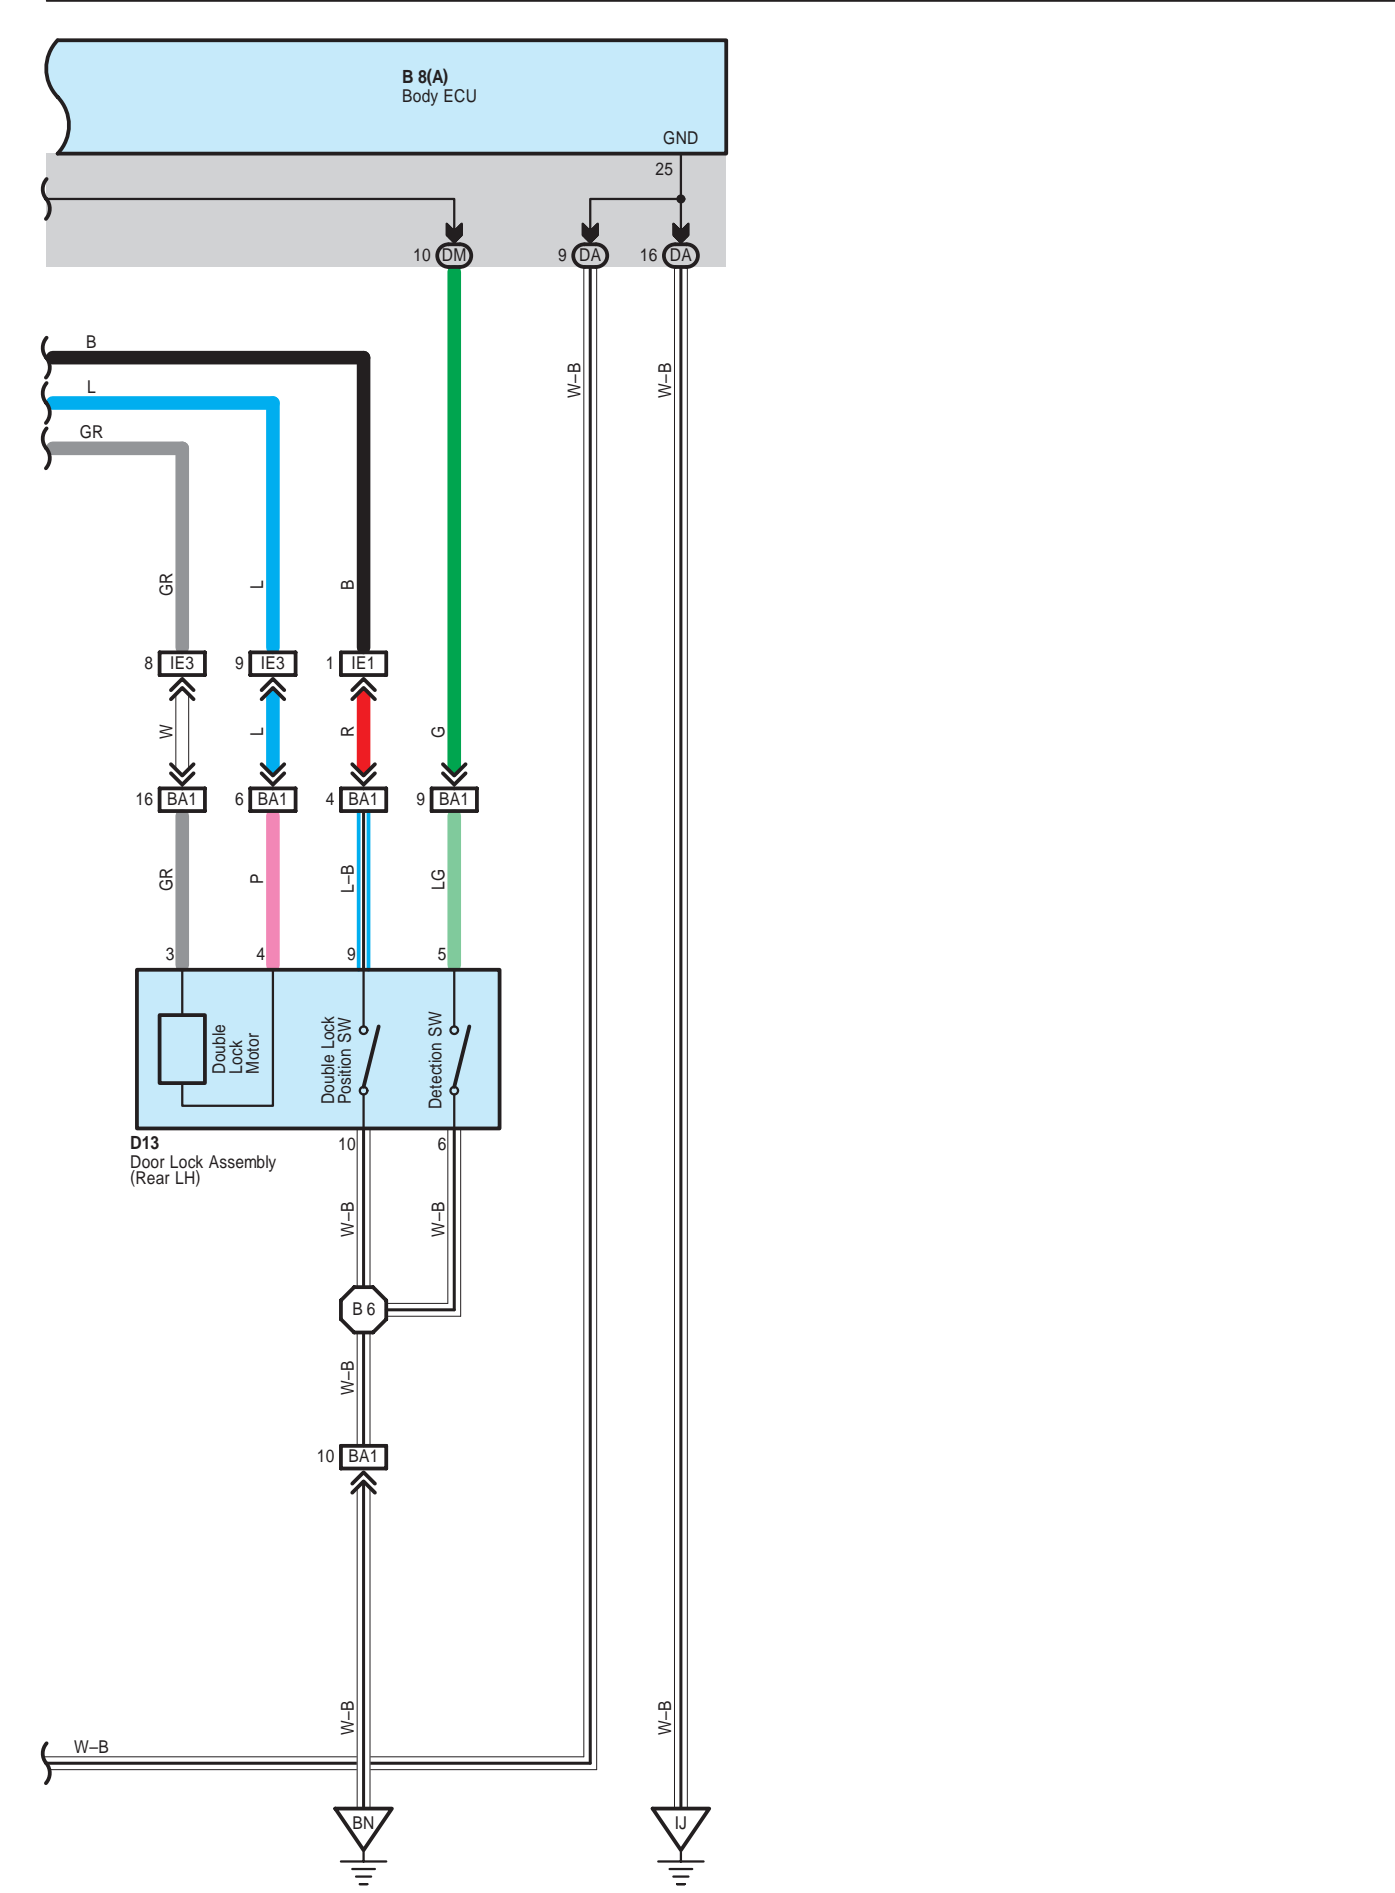 B 8(A)
Body ECU
GND
25
10 DM
9 DA
16 DA
B
L
GR
W–B
W–B
GR
L
B
8 IE3
9 IE3
1 IE1
W
L
R
G
16 BA1
6 BA1
4 BA1
9 BA1
GR
P
L–B
LG
3
4
9
5
Double
Lock
Motor
Double Lock
Position SW
Detection SW
D13
Door Lock Assembly
(Rear LH)
10
6
W–B
W–B
B 6
W–B
10 BA1
W–B
W–B
W–B
BN
IJ